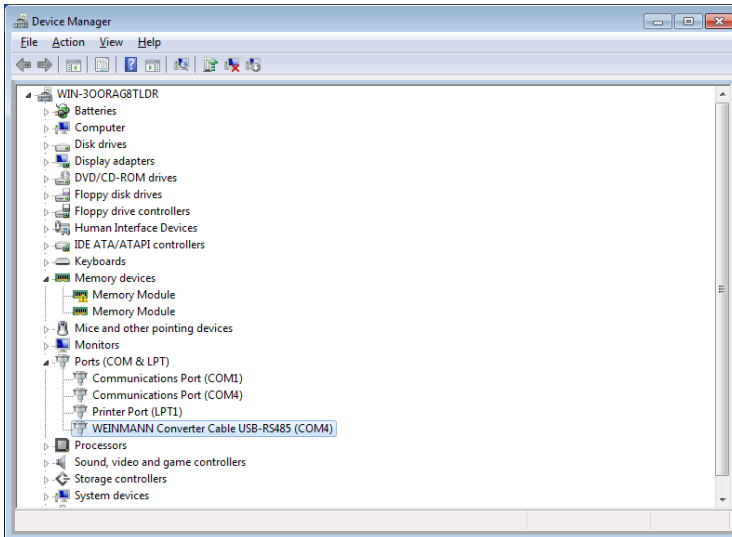 Device Manager
File Action View Help
WIN-3OORAG8TLDR
Batteries
Computer
Disk drives
Display adapters
DVD/CD-ROM drives
Floppy disk drives
Floppy drive controllers
Human Interface Devices
IDE ATA/ATAPI controllers
Keyboards
Memory devices
Memory Module
Memory Module
Mice and other pointing devices
Monitors
Ports (COM & LPT)
Communications Port (COM1)
Communications Port (COM4)
Printer Port (LPT1)
WEINMANN Converter Cable USB-RS485 (COM4)
Processors
Sound, video and game controllers
Storage controllers
System devices